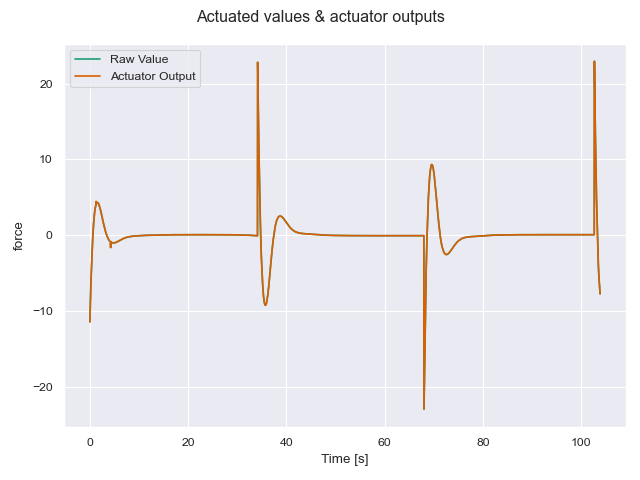 Actuated values & actuator outputs
Raw Value
Actuator Output
20
10
0
−10
−20
force
0 20 40 60 80 100
Time [s]